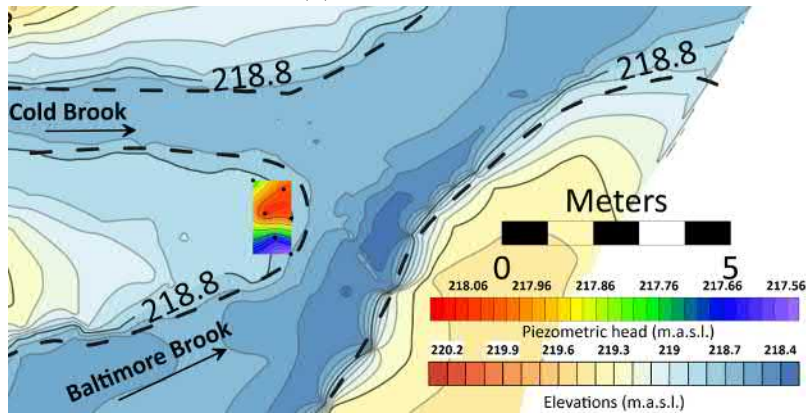 218.8
218.8
Cold Brook
218.8
Baltimore Brook
Meters
0 5
218.06 217.96 217.86 217.76 217.66 217.56
Piezometric head (m.a.s.l.)
220.2 219.9 219.6 219.3 219 218.7 218.4
Elevations (m.a.s.l.)